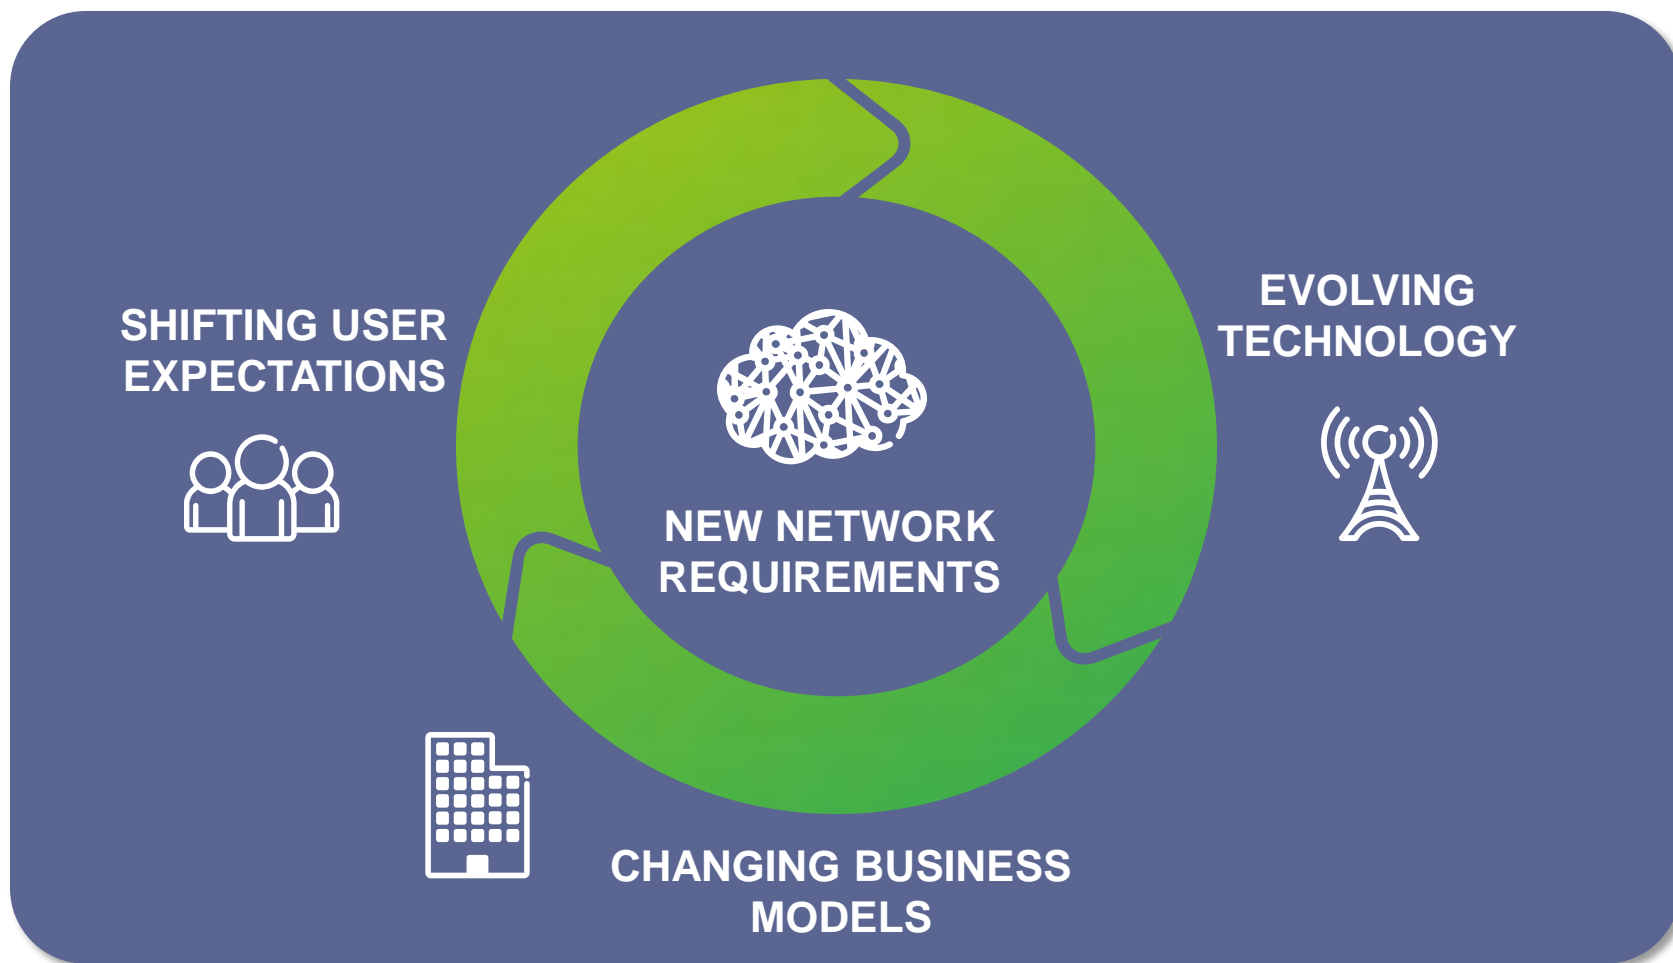 SHIFTING USER
EXPECTATIONS
EVOLVING
TECHNOLOGY
NEW NETWORK
REQUIREMENTS
CHANGING BUSINESS
MODELS